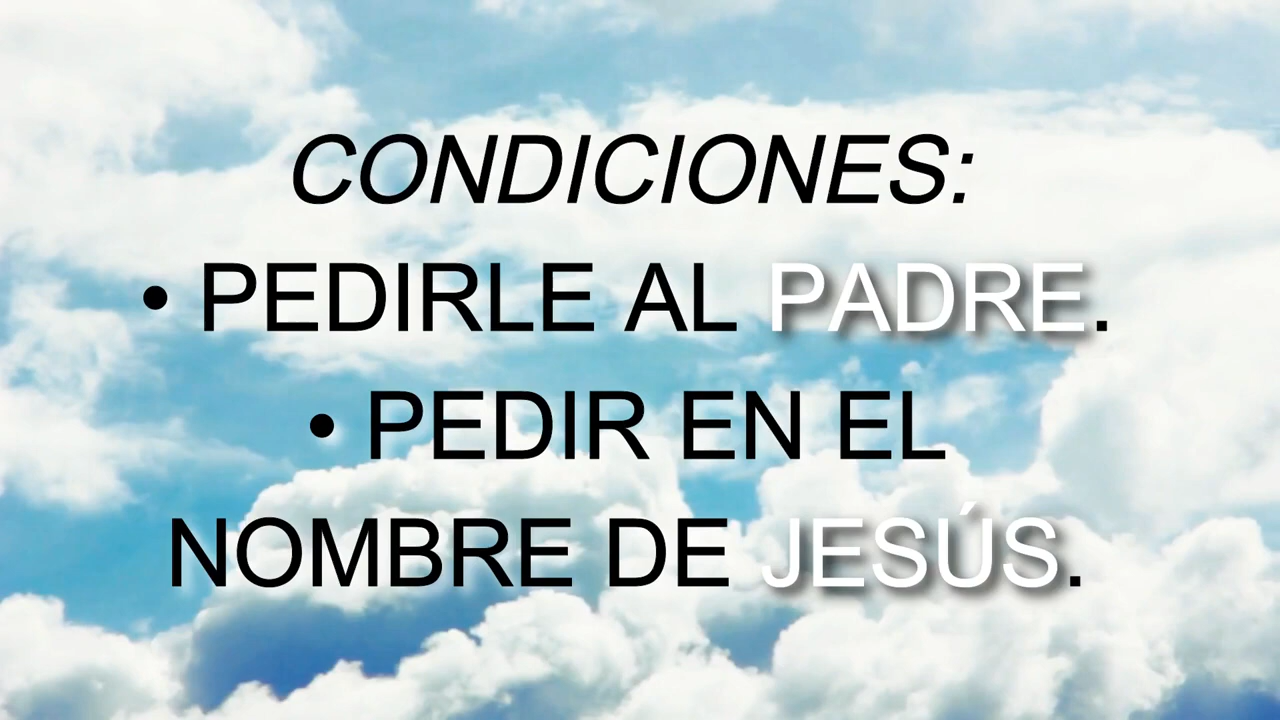 CONDICIONES:
• PEDIRLE AL PADRE.
• PEDIR EN EL
NOMBRE DE JESÚS.